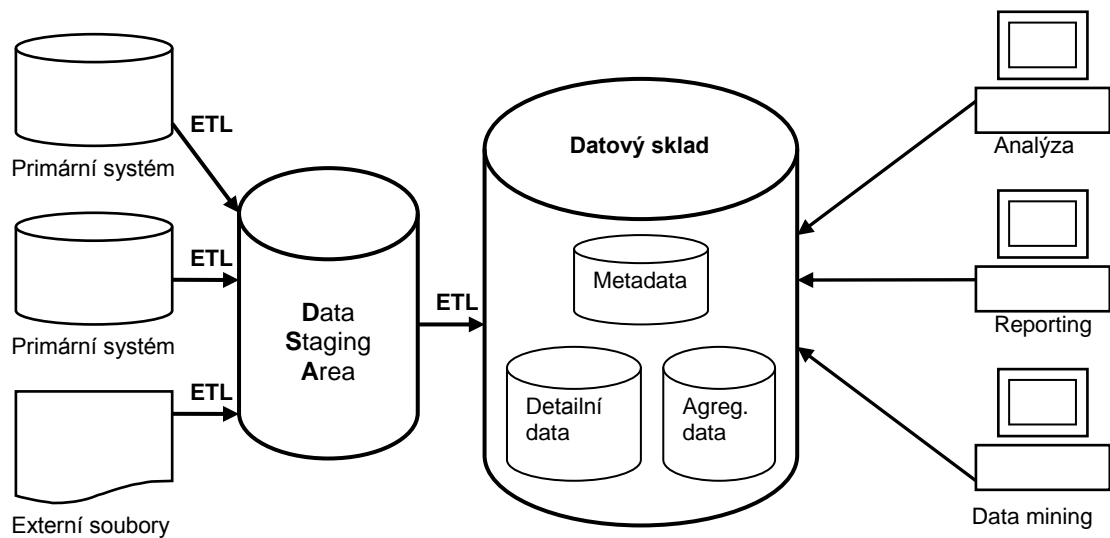 ETL
Primární systém
ETL
Primární systém
ETL
Externí soubory
Data
Staging
Area
ETL
Datový sklad
Metadata
Detailní
data
Agreg.
data
Analýza
Reporting
Data mining